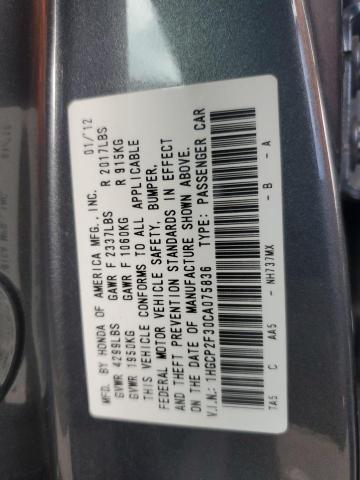 MFD. BY HONDA OF AMERICA MFG., INC. 01/12
GVWR 4299LBS GAWR F 2337LBS R 2017LBS
GVWR 1950KG GAWR F 1060KG R 915KG
THIS VEHICLE CONFORMS TO ALL APPLICABLE
FEDERAL MOTOR VEHICLE SAFETY, BUMPER,
AND THEFT PREVENTION STANDARDS IN EFFECT
ON THE DATE OF MANUFACTURE SHOWN ABOVE.
V.I.N.: 1HGCP2F30CA075836 TYPE: PASSENGER CAR
TA5 C AA5 - NH737MX - B - A